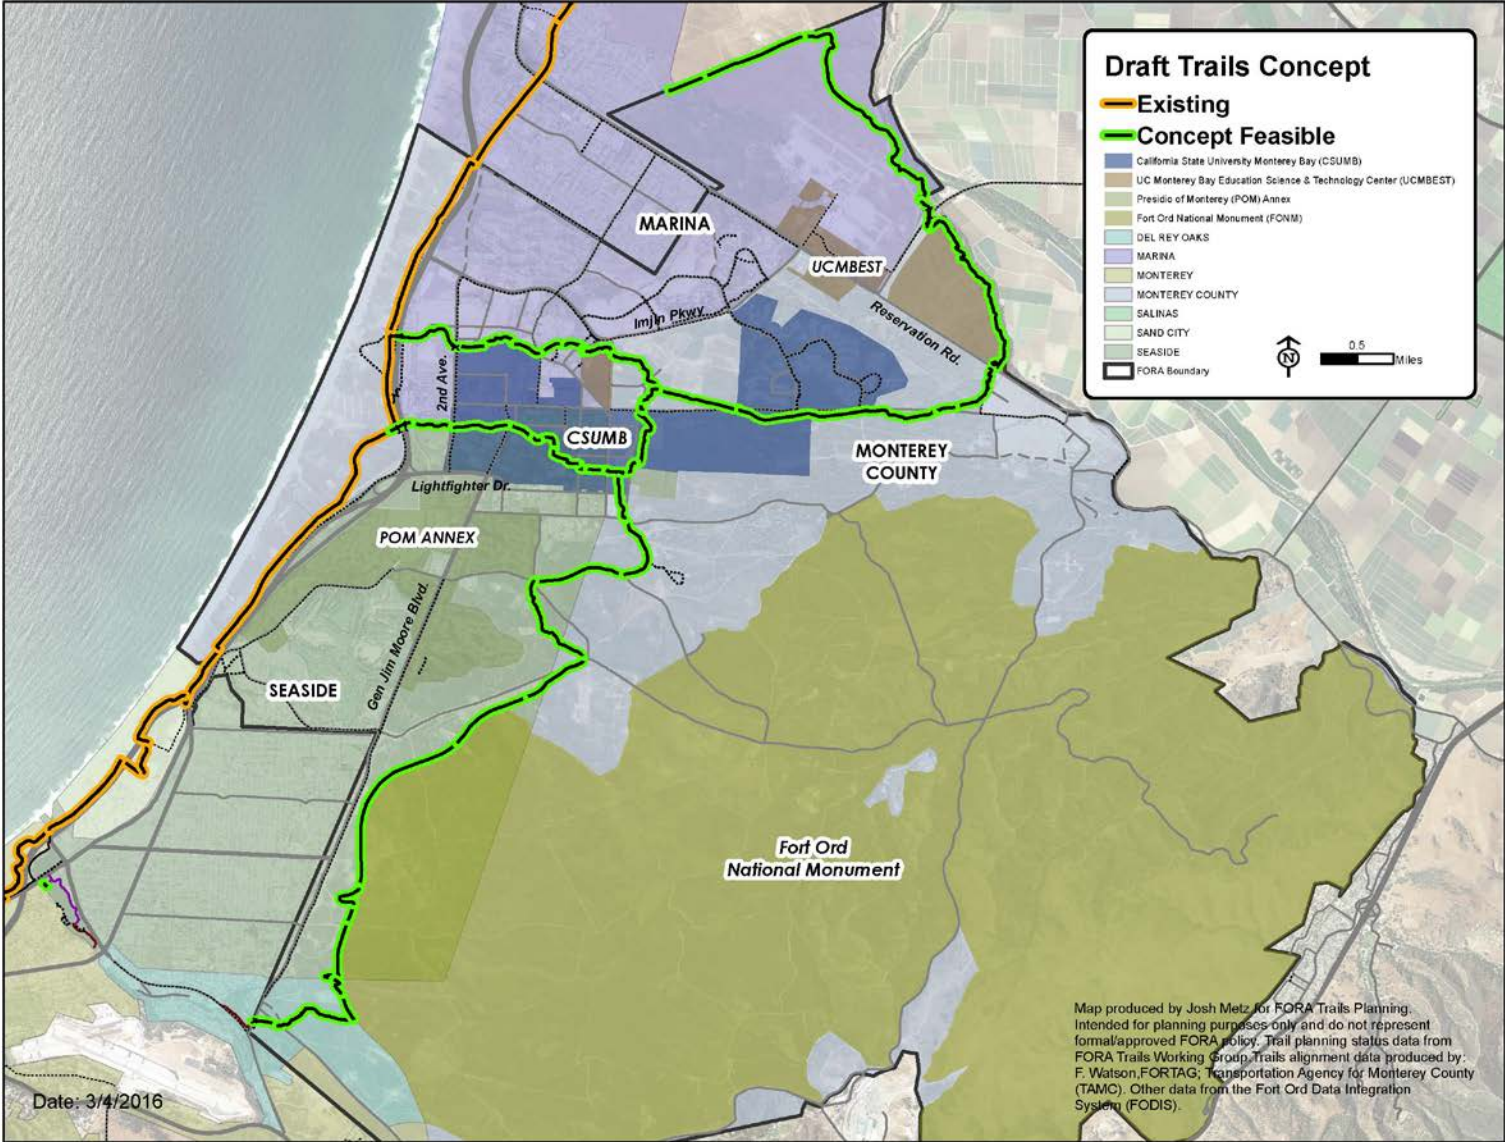 Draft Trails Concept
Existing
Concept Feasible
California State University Monterey Bay (CSUMB)
UC Monterey Bay Education Science & Technology Center (UCMBEST)
Presidio of Monterey (POM) Annex
Fort Ord National Monument (FONM)
DEL REY OAKS
MARINA
MONTEREY
MONTEREY COUNTY
SALINAS
SAND CITY
SEASIDE
FORA Boundary
N
0.5
Miles
MARINA
UCMBEST
Imjin Pkwy
Reservation Rd.
2nd Ave.
CSUMB
MONTEREY
COUNTY
Lightfighter Dr.
POM ANNEX
Gen Jim Moore Blvd.
SEASIDE
Fort Ord
National Monument
Map produced by Josh Metz for FORA Trails Planning.
Intended for planning purposes only and do not represent
formal/approved FORA policy. Trail planning status data from
FORA Trails Working Group.Trails alignment data produced by:
F. Watson,FORTAG; Transportation Agency for Monterey County
(TAMC). Other data from the Fort Ord Data Integration
System (FODIS).
Date: 3/4/2016